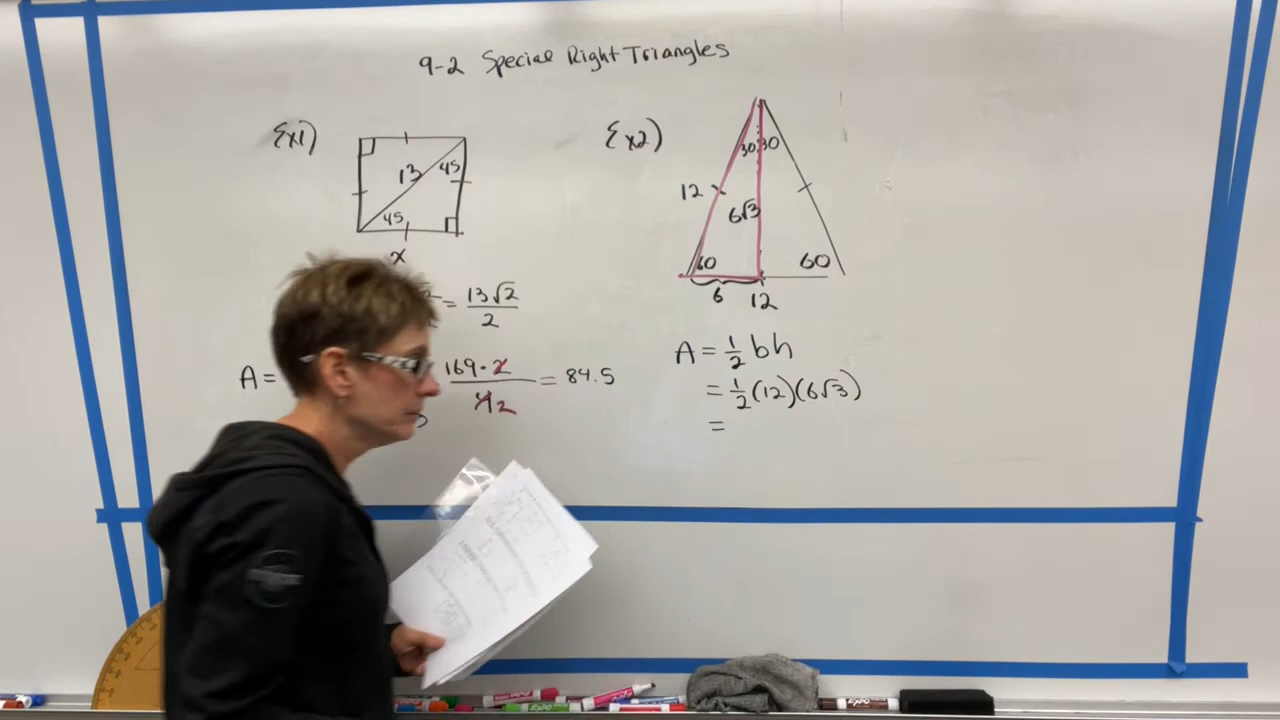 9-2 Special Right Triangles
Ex1)
13
45
45
x
= 13√2
2
A =
169 · 2
4 2
= 84.5
Ex2)
30 30
12
6√3
60
60
6
12
A = 1/2 bh
= 1/2 (12)(6√3)
=
EXPO